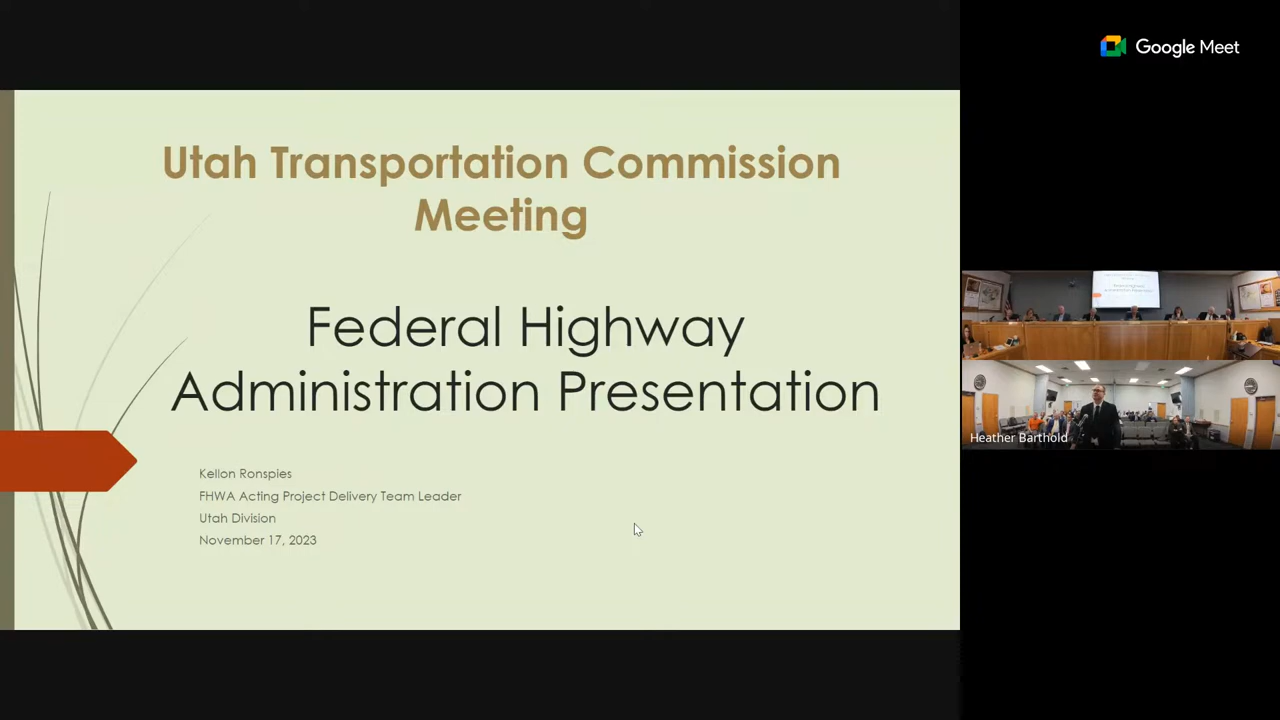 Utah Transportation Commission
Meeting
Federal Highway
Administration Presentation
Kellon Ronspies
FHWA Acting Project Delivery Team Leader
Utah Division
November 17, 2023
Google Meet
Heather Barthold